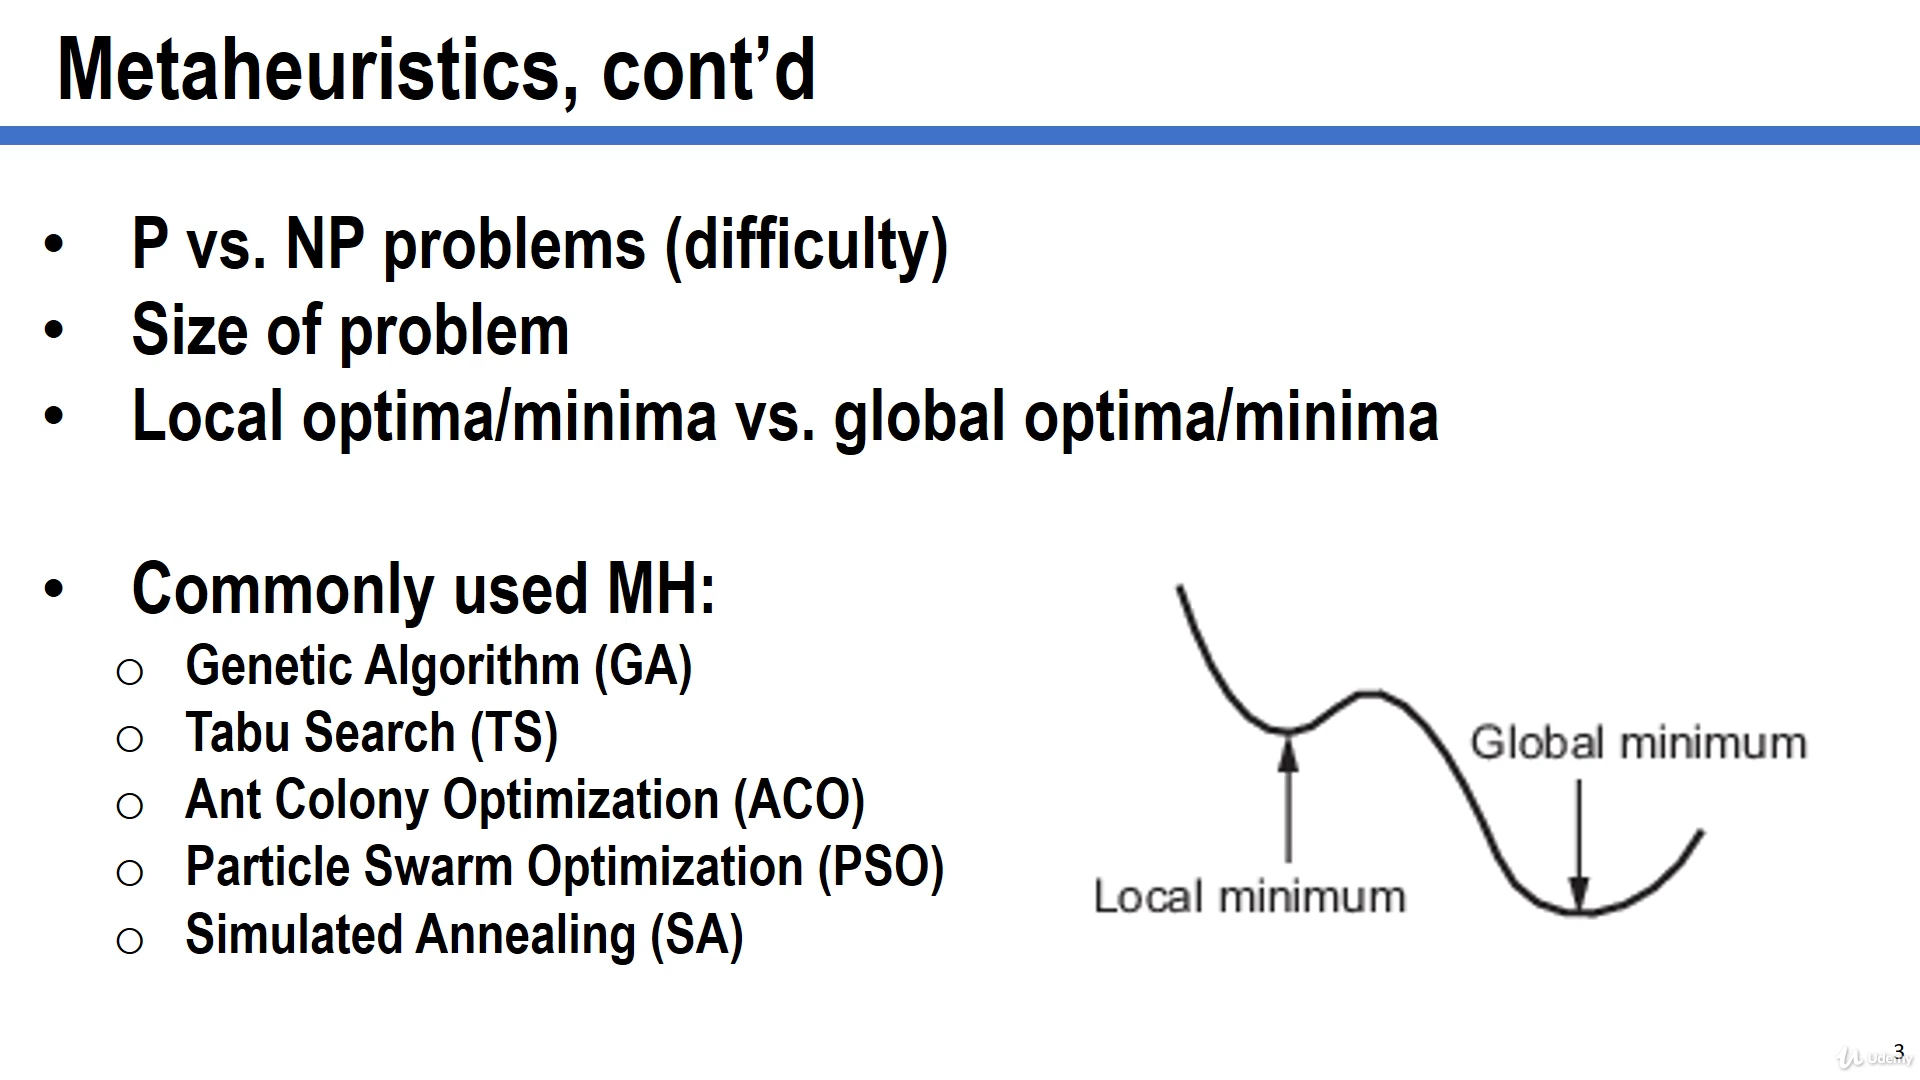 Metaheuristics, cont’d
• P vs. NP problems (difficulty)
• Size of problem
• Local optima/minima vs. global optima/minima
• Commonly used MH:
o Genetic Algorithm (GA)
o Tabu Search (TS)
o Ant Colony Optimization (ACO)
o Particle Swarm Optimization (PSO)
o Simulated Annealing (SA)
Global minimum
Local minimum
3
Udemy